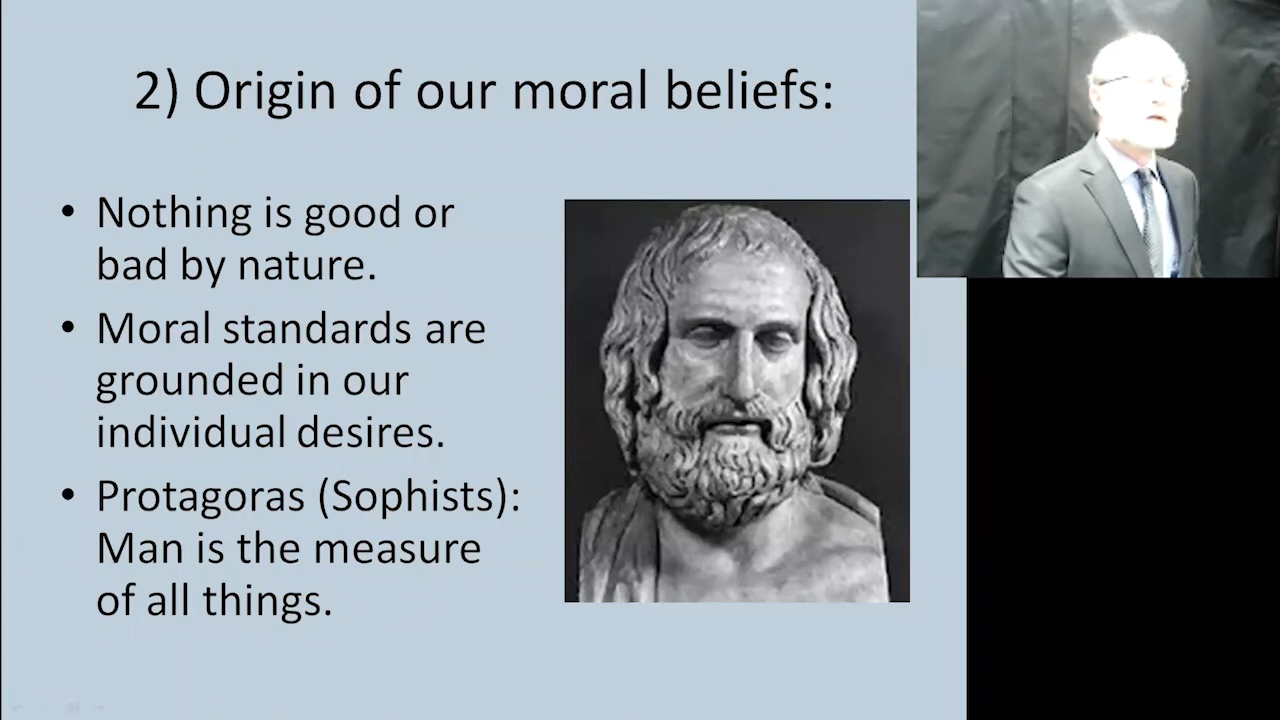 2) Origin of our moral beliefs:
• Nothing is good or
bad by nature.
• Moral standards are
grounded in our
individual desires.
• Protagoras (Sophists):
Man is the measure
of all things.